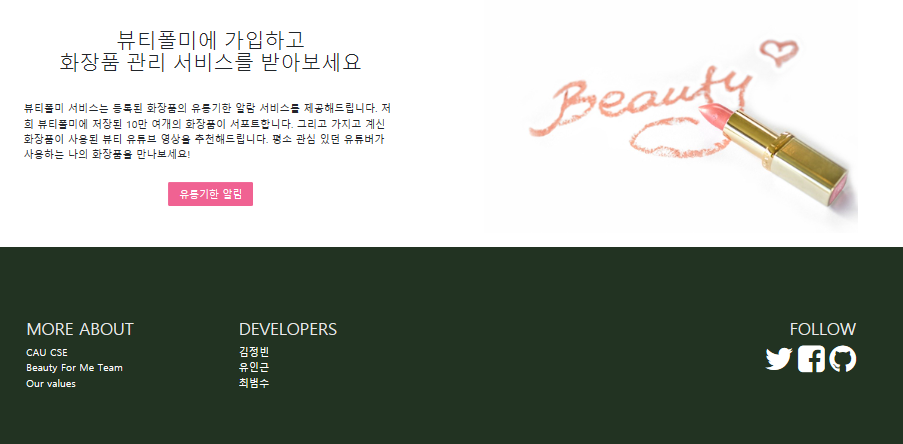 뷰티폴미에 가입하고
화장품 관리 서비스를 받아보세요
뷰티폴미 서비스는 등록된 화장품의 유통기한 알람 서비스를 제공해드립니다. 저
희 뷰티폴미에 저장된 10만 여개의 화장품이 서포트합니다. 그리고 가지고 계신
화장품이 사용된 뷰티 유튜브 영상을 추천해드립니다. 평소 관심 있던 유튜버가
사용하는 나의 화장품을 만나보세요!
유통기한 알림
Beauty
MORE ABOUT
CAU CSE
Beauty For Me Team
Our values
DEVELOPERS
김정빈
유인근
최범수
FOLLOW